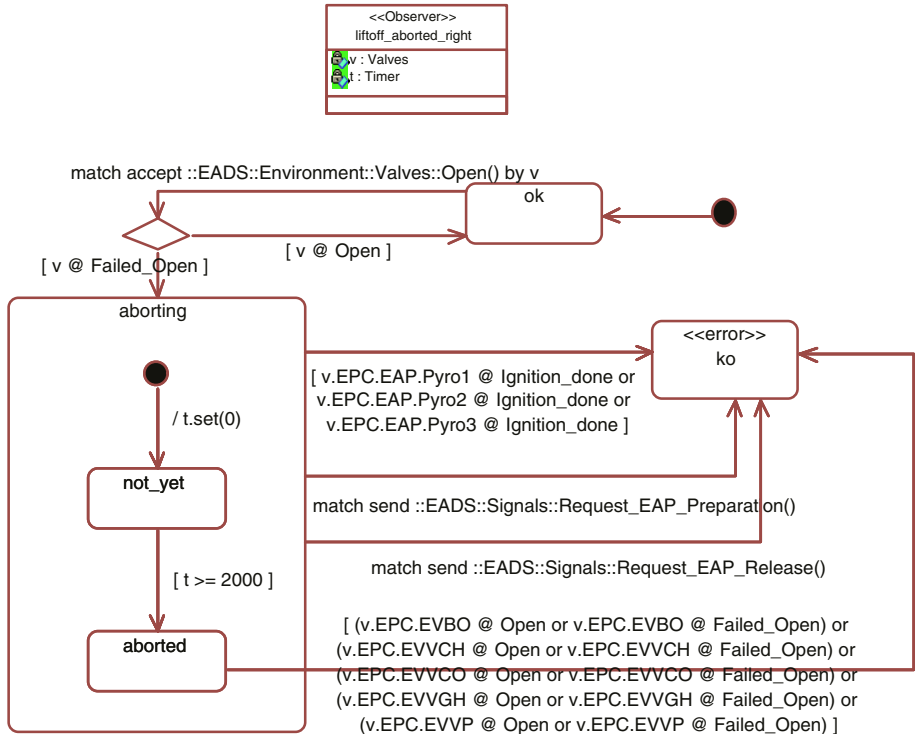 <<Observer>>
liftoff_aborted_right
v : Valves
t : Timer
match accept ::EADS::Environment::Valves::Open() by v
ok
[ v @ Open ]
[ v @ Failed_Open ]
aborting
<<error>>
ko
[ v.EPC.EAP.Pyro1 @ Ignition_done or
v.EPC.EAP.Pyro2 @ Ignition_done or
v.EPC.EAP.Pyro3 @ Ignition_done ]
/ t.set(0)
not_yet
match send ::EADS::Signals::Request_EAP_Preparation()
match send ::EADS::Signals::Request_EAP_Release()
[ t >= 2000 ]
aborted
[ (v.EPC.EVBO @ Open or v.EPC.EVBO @ Failed_Open) or
(v.EPC.EVVCH @ Open or v.EPC.EVVCH @ Failed_Open) or
(v.EPC.EVVCO @ Open or v.EPC.EVVCO @ Failed_Open) or
(v.EPC.EVVGH @ Open or v.EPC.EVVGH @ Failed_Open) or
(v.EPC.EVVP @ Open or v.EPC.EVVP @ Failed_Open) ]